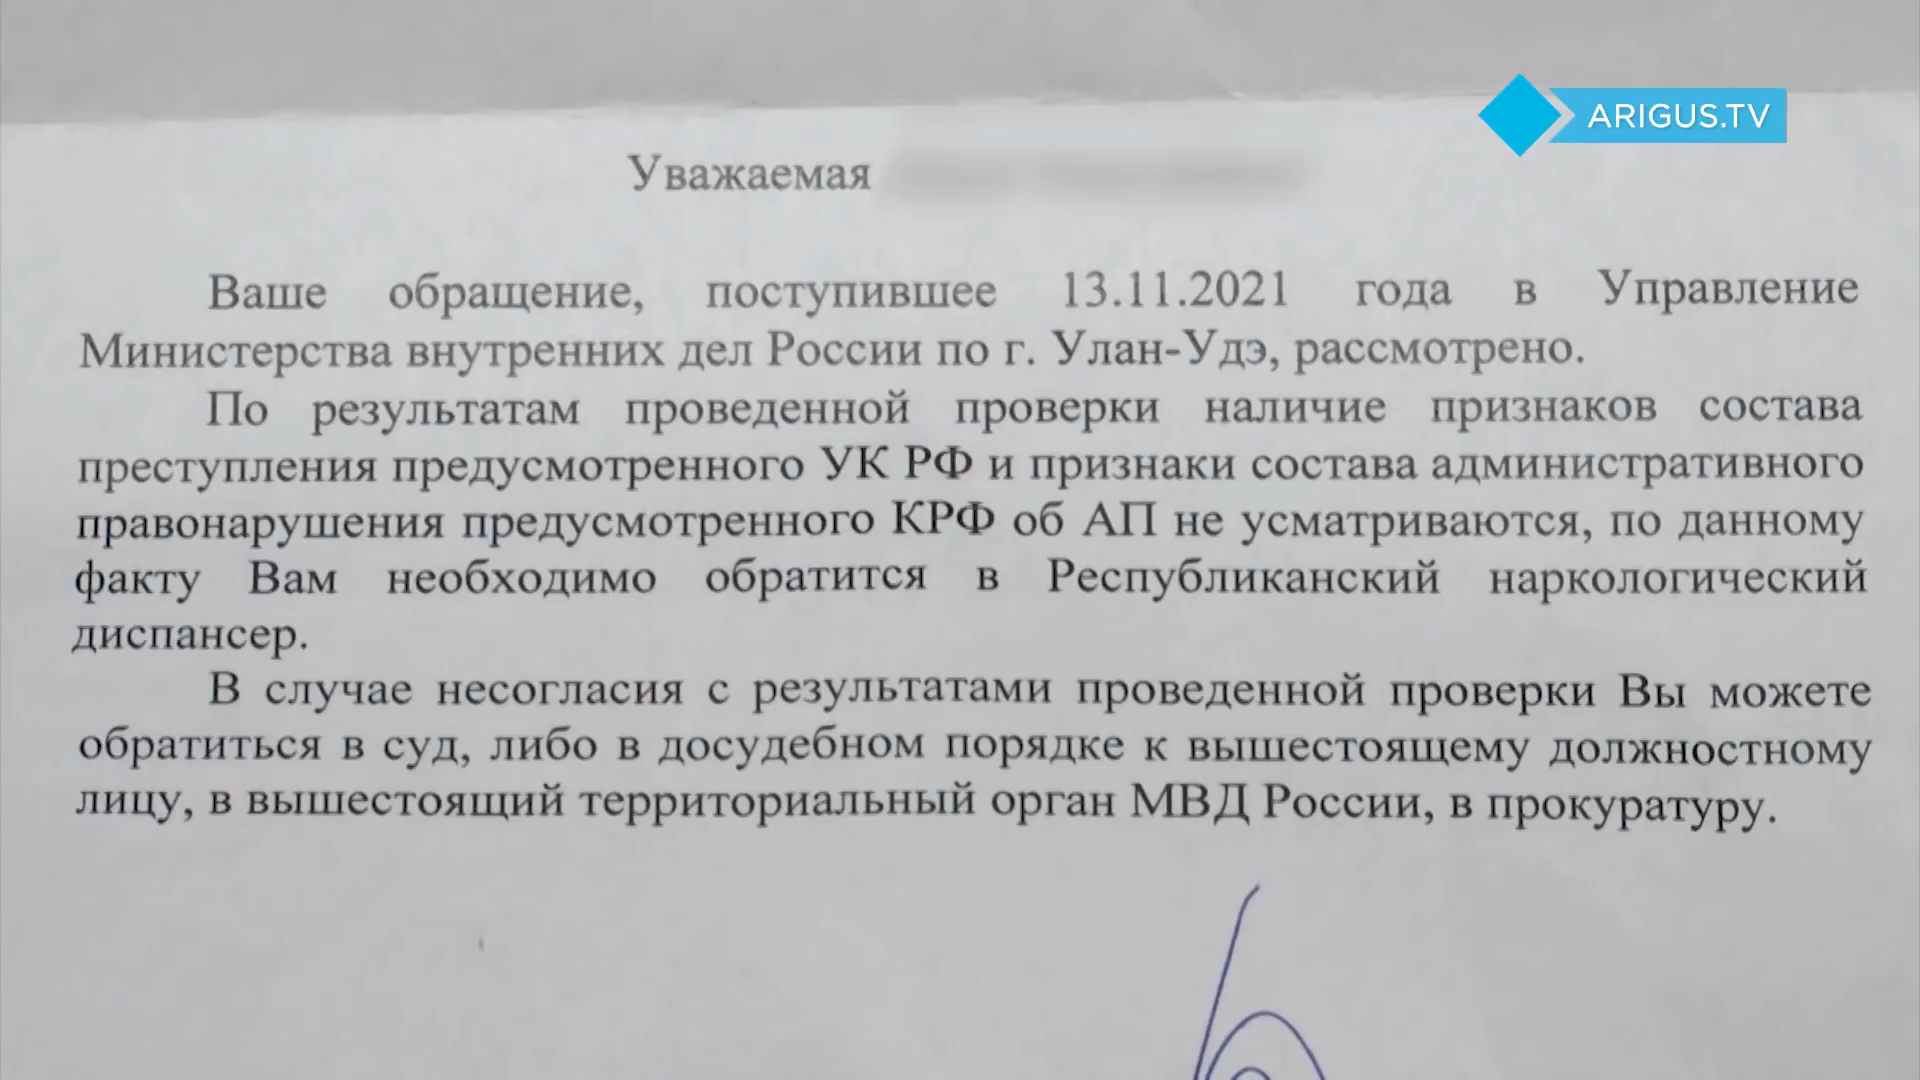 ARIGUS.TV
Уважаемая
Ваше обращение, поступившее 13.11.2021 года в Управление
Министерства внутренних дел России по г. Улан-Удэ, рассмотрено.
По результатам проведенной проверки наличие признаков состава
преступления предусмотренного УК РФ и признаки состава административного
правонарушения предусмотренного КРФ об АП не усматриваются, по данному
факту Вам необходимо обратится в Республиканский наркологический
диспансер.
В случае несогласия с результатами проведенной проверки Вы можете
обратиться в суд, либо в досудебном порядке к вышестоящему должностному
лицу, в вышестоящий территориальный орган МВД России, в прокуратуру.